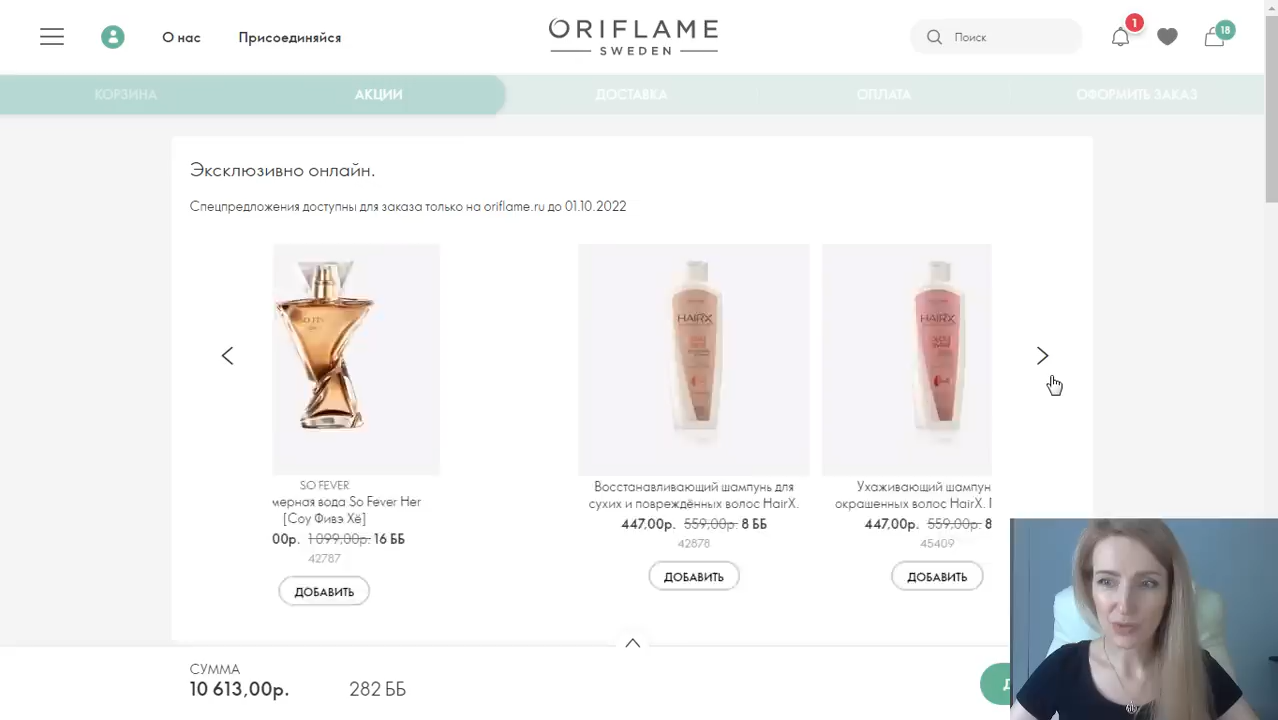 О нас
Присоединяйся
ORIFLAME
SWEDEN
Поиск
1
18
КОРЗИНА
АКЦИИ
ДОСТАВКА
ОПЛАТА
ОФОРМИТЬ ЗАКАЗ
Эксклюзивно онлайн.
Спецпредложения доступны для заказа только на oriflame.ru до 01.10.2022
HAIRX
HAIRX
SO FEVER
мерная вода So Fever Her
[Соу Фивэ Хё]
00р. 1 099,00р. 16 ББ
42787
ДОБАВИТЬ
Восстанавливающий шампунь для
сухих и повреждённых волос HairX.
447,00р. 559,00р. 8 ББ
42878
ДОБАВИТЬ
Ухаживающий шампунь
окрашенных волос HairX.
447,00р. 559,00р. 8
45409
ДОБАВИТЬ
СУММА
10 613,00р.
282 ББ